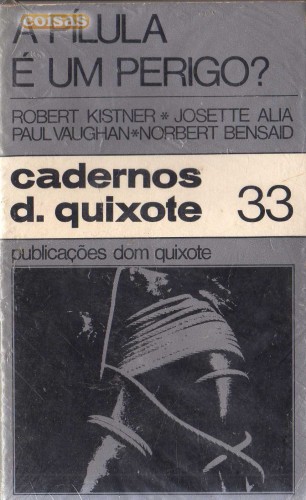 coisas
A PÍLULA
É UM PERIGO?
ROBERT KISTNER * JOSETTE ALIA
PAUL VAUGHAN*NORBERT BENSAID
cadernos
d. quixote 33
publicações dom quixote